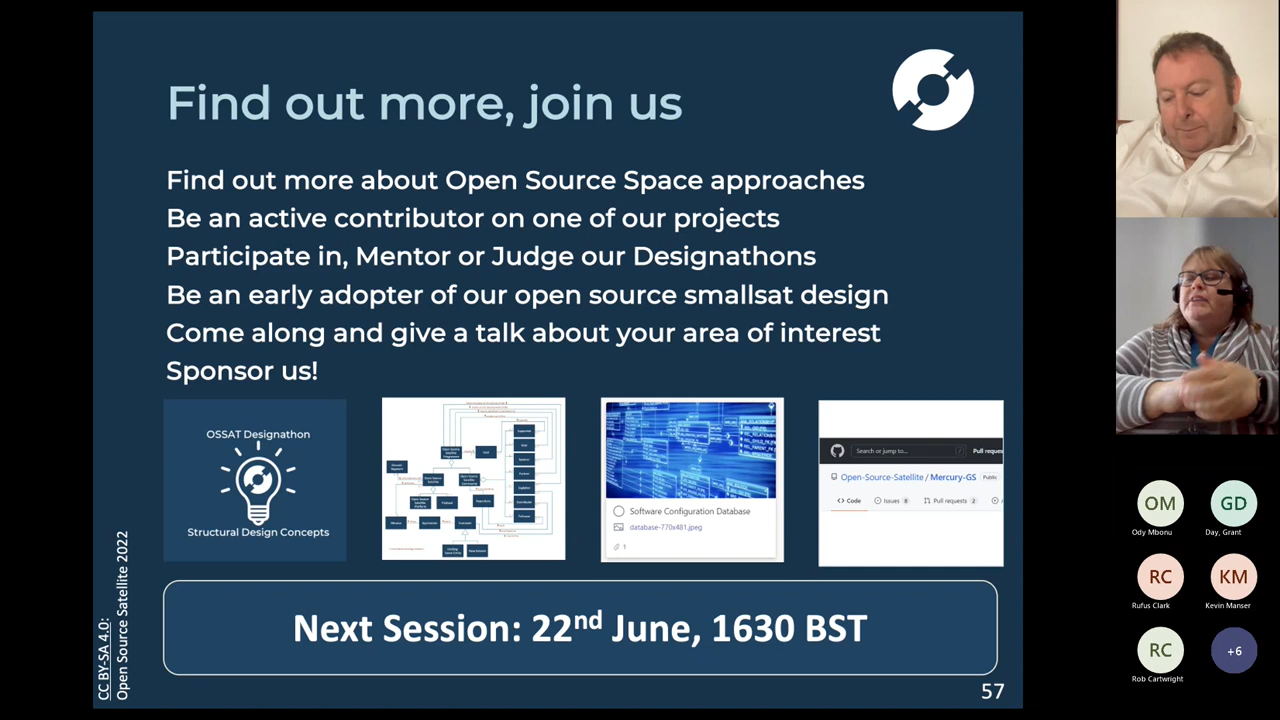 Find out more, join us
Find out more about Open Source Space approaches
Be an active contributor on one of our projects
Participate in, Mentor or Judge our Designathons
Be an early adopter of our open source smallsat design
Come along and give a talk about your area of interest
Sponsor us!
OSSAT Designathon
Structural Design Concepts
Software Configuration Database
database-770x481.jpeg
1
Search or jump to...
/
Pull reques
Open-Source-Satellite / Mercury-GS
Public
Code
Issues 8
Pull requests 2
Next Session: 22nd June, 1630 BST
57
CC BY-SA 4.0:
Open Source Satellite 2022
OM
Ody Mbonu
GD
Day, Grant
RC
Rufus Clark
KM
Kevin Manser
RC
Rob Cartwright
+6